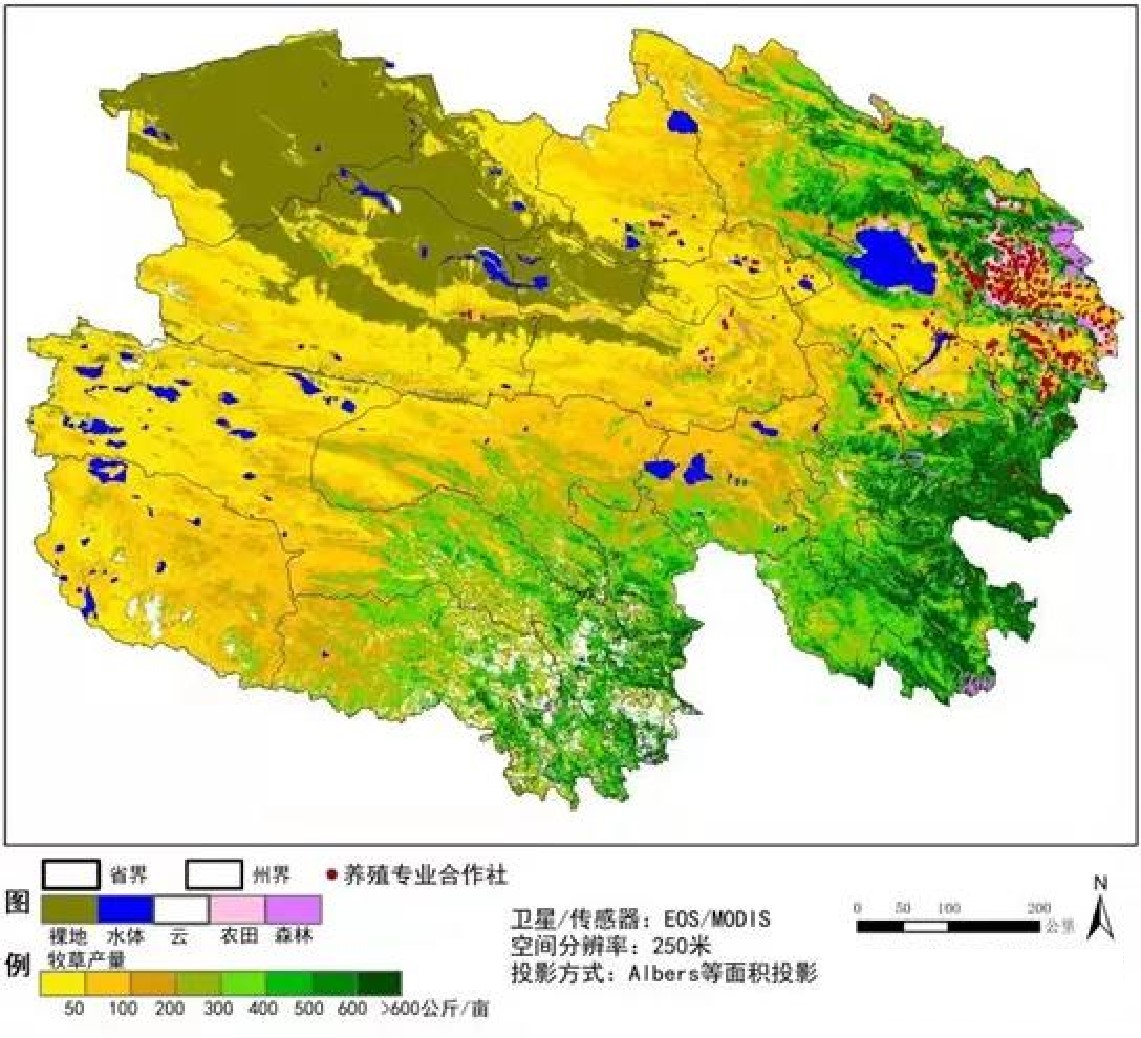 省界 州界 养殖专业合作社
图例
裸地 水体 云 农田 森林
牧草产量
50 100 200 300 400 500 600 >600公斤/亩
卫星/传感器：EOS/MODIS
空间分辨率：250米
投影方式：Albers等面积投影
0 50 100 200
公里
N